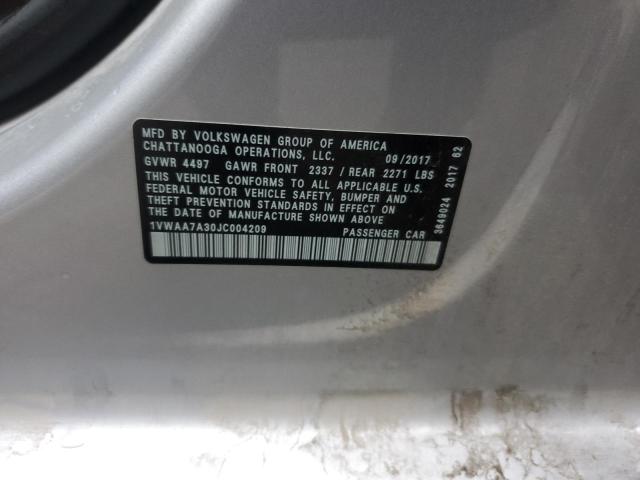 MFD BY VOLKSWAGEN GROUP OF AMERICA
CHATTANOOGA OPERATIONS, LLC. 09/2017
GVWR 4497 GAWR FRONT 2337 / REAR 2271 LBS
THIS VEHICLE CONFORMS TO ALL APPLICABLE U.S.
FEDERAL MOTOR VEHICLE SAFETY, BUMPER AND
THEFT PREVENTION STANDARDS IN EFFECT ON
THE DATE OF MANUFACTURE SHOWN ABOVE
1VWAA7A30JC004209 PASSENGER CAR
3649024 2017 62